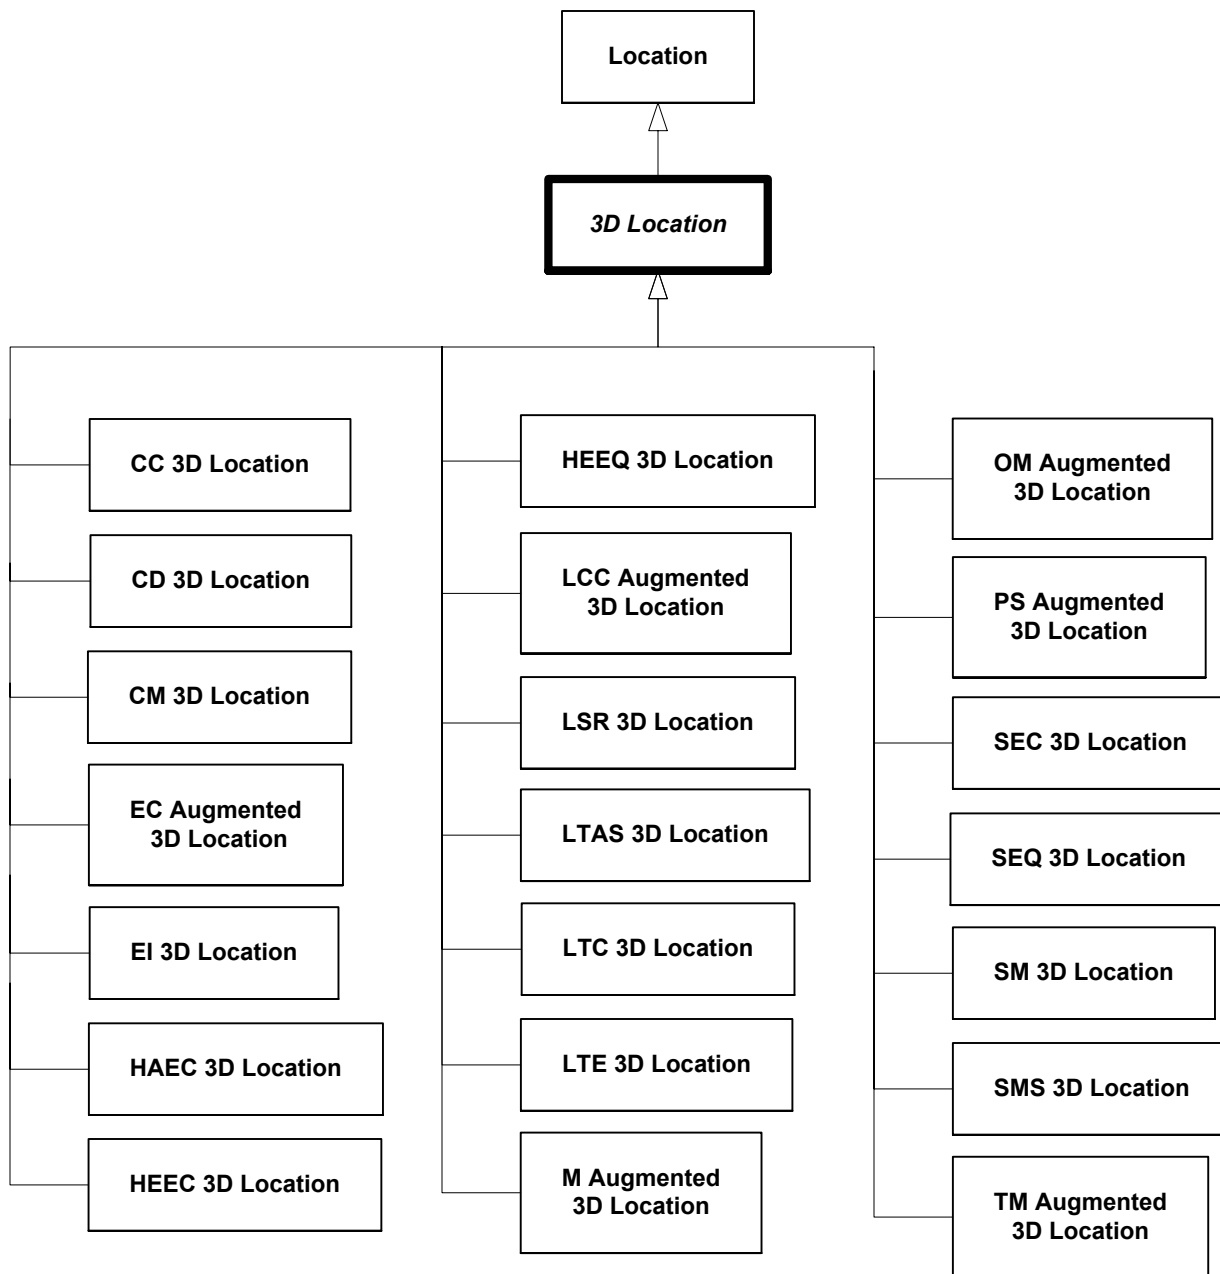 Location
3D Location
CC 3D Location
CD 3D Location
CM 3D Location
EC Augmented
3D Location
EI 3D Location
HAEC 3D Location
HEEC 3D Location
HEEQ 3D Location
LCC Augmented
3D Location
LSR 3D Location
LTAS 3D Location
LTC 3D Location
LTE 3D Location
M Augmented
3D Location
OM Augmented
3D Location
PS Augmented
3D Location
SEC 3D Location
SEQ 3D Location
SM 3D Location
SMS 3D Location
TM Augmented
3D Location